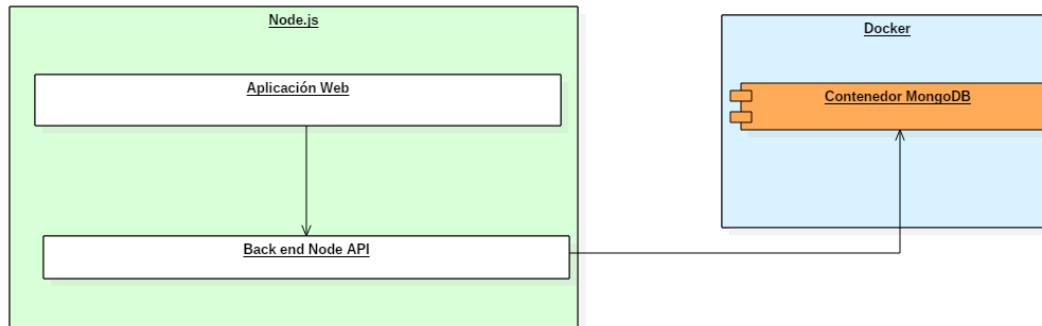 Node.js
Aplicación Web
Back end Node API
Docker
Contenedor MongoDB